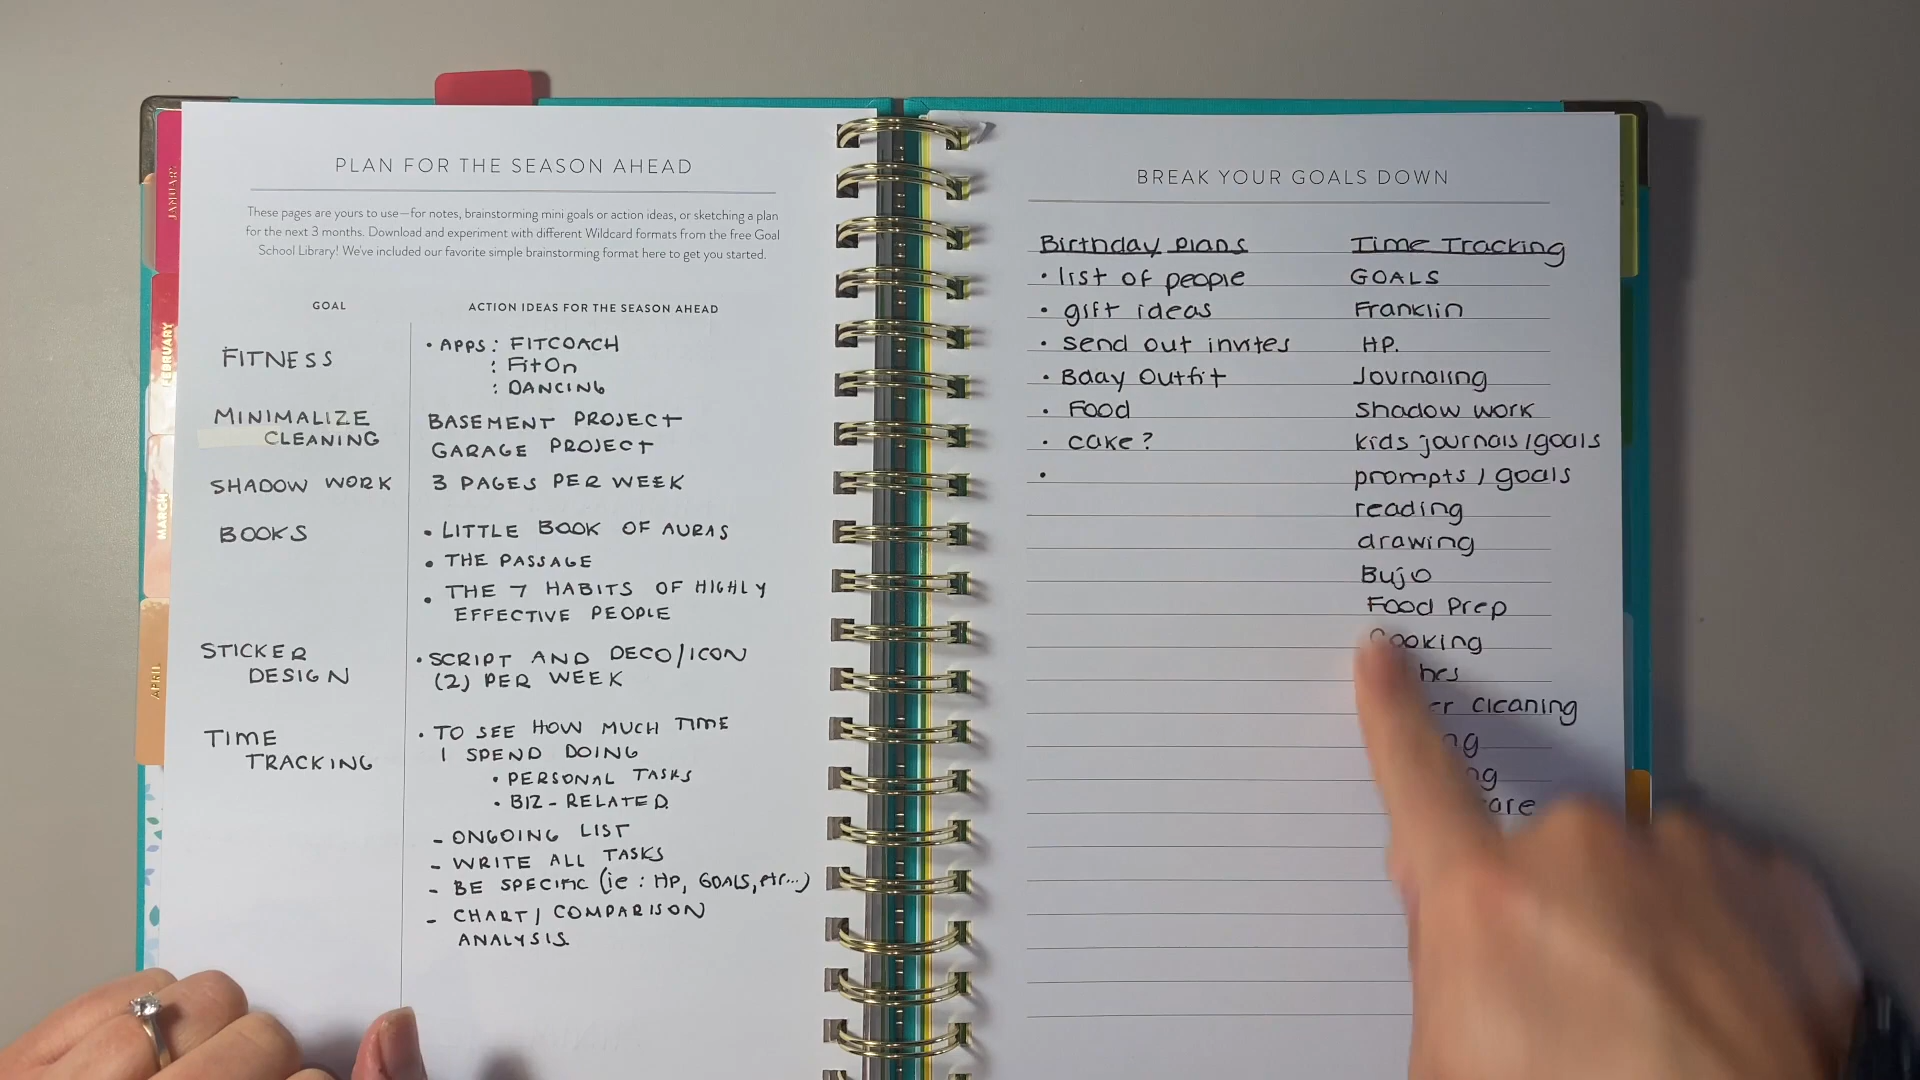 PLAN FOR THE SEASON AHEAD
These pages are yours to use—for notes, brainstorming mini goals or action ideas, or sketching a plan
for the next 3 months. Download and experiment with different Wildcard formats from the free Goal
School Library! We've included our favorite simple brainstorming format here to get you started.
GOAL
ACTION IDEAS FOR THE SEASON AHEAD
FITNESS
• APPS: FITCOACH
: FitOn
: DANCING
MINIMALIZE
CLEANING
BASEMENT PROJECT
GARAGE PROJECT
SHADOW WORK
3 PAGES PER WEEK
BOOKS
• LITTLE BOOK OF AURAS
• THE PASSAGE
• THE 7 HABITS OF HIGHLY
EFFECTIVE PEOPLE
STICKER
DESIGN
• SCRIPT AND DECO/ICON
(2) PER WEEK
TIME
TRACKING
• TO SEE HOW MUCH TIME
I SPEND DOING
• PERSONAL TASKS
• BIZ-RELATED
- ONGOING LIST
- WRITE ALL TASKS
- BE SPECIFIC (ie: HP, GOALS, etc...)
- CHART/COMPARISON
ANALYSIS.
BREAK YOUR GOALS DOWN
Birthday plans
• list of people
• gift ideas
• send out invites
• Bday Outfit
• Food
• cake?
•
Time Tracking
GOALS
Franklin
HP.
Journaling
Shadow work
kids journals/goals
prompts/goals
reading
drawing
Bujo
Food Prep
Cooking
cleaning
JANUARY
FEBRUARY
MARCH
APRIL